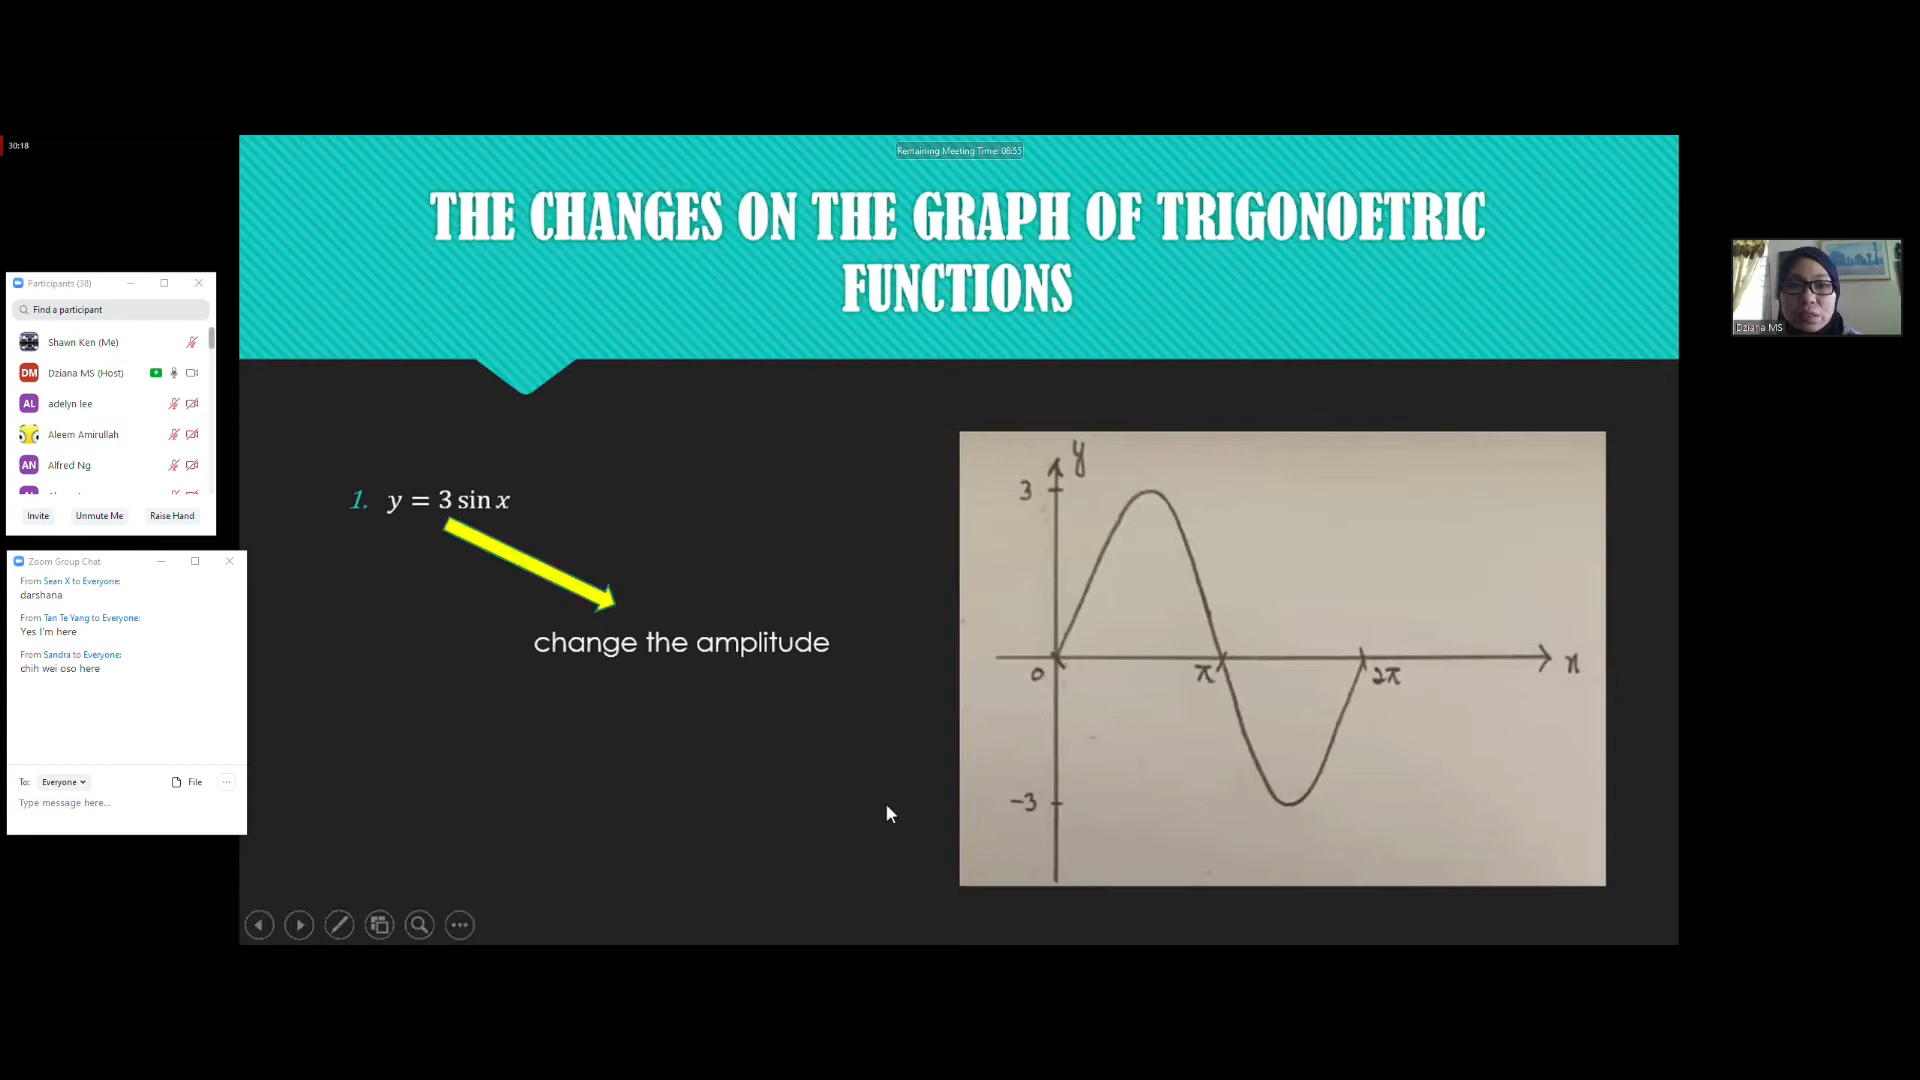 30:18
Remaining Meeting Time: 08:55
THE CHANGES ON THE GRAPH OF TRIGONOETRIC
FUNCTIONS
Participants (38)
Find a participant
Shawn Ken (Me)
DM Dziana MS (Host)
AL adelyn lee
Aleem Amirullah
AN Alfred Ng
Invite Unmute Me Raise Hand
Zoom Group Chat
From Sean X to Everyone:
darshana
From Tan Te Yang to Everyone:
Yes I'm here
From Sandra to Everyone:
chih wei oso here
To: Everyone File ...
Type message here...
1. y = 3 sin x
change the amplitude
y
3
0 π 2π x
-3
Dziana MS